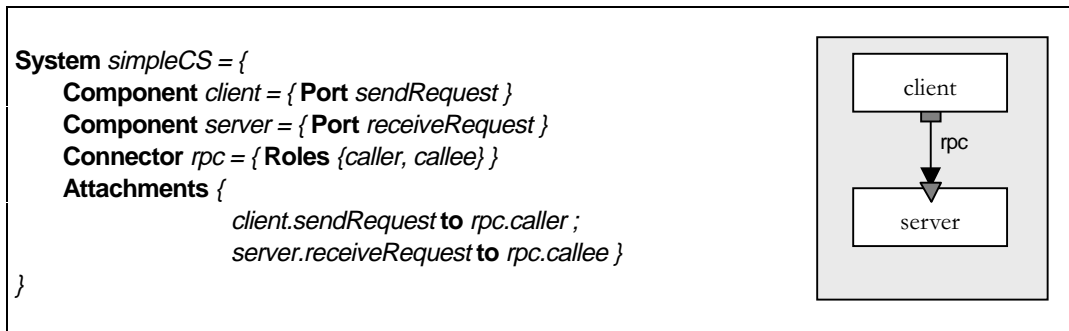 System simpleCS = {
Component client = { Port sendRequest }
Component server = { Port receiveRequest }
Connector rpc = { Roles {caller, callee} }
Attachments {
client.sendRequest to rpc.caller ;
server.receiveRequest to rpc.callee }
}
client
rpc
server